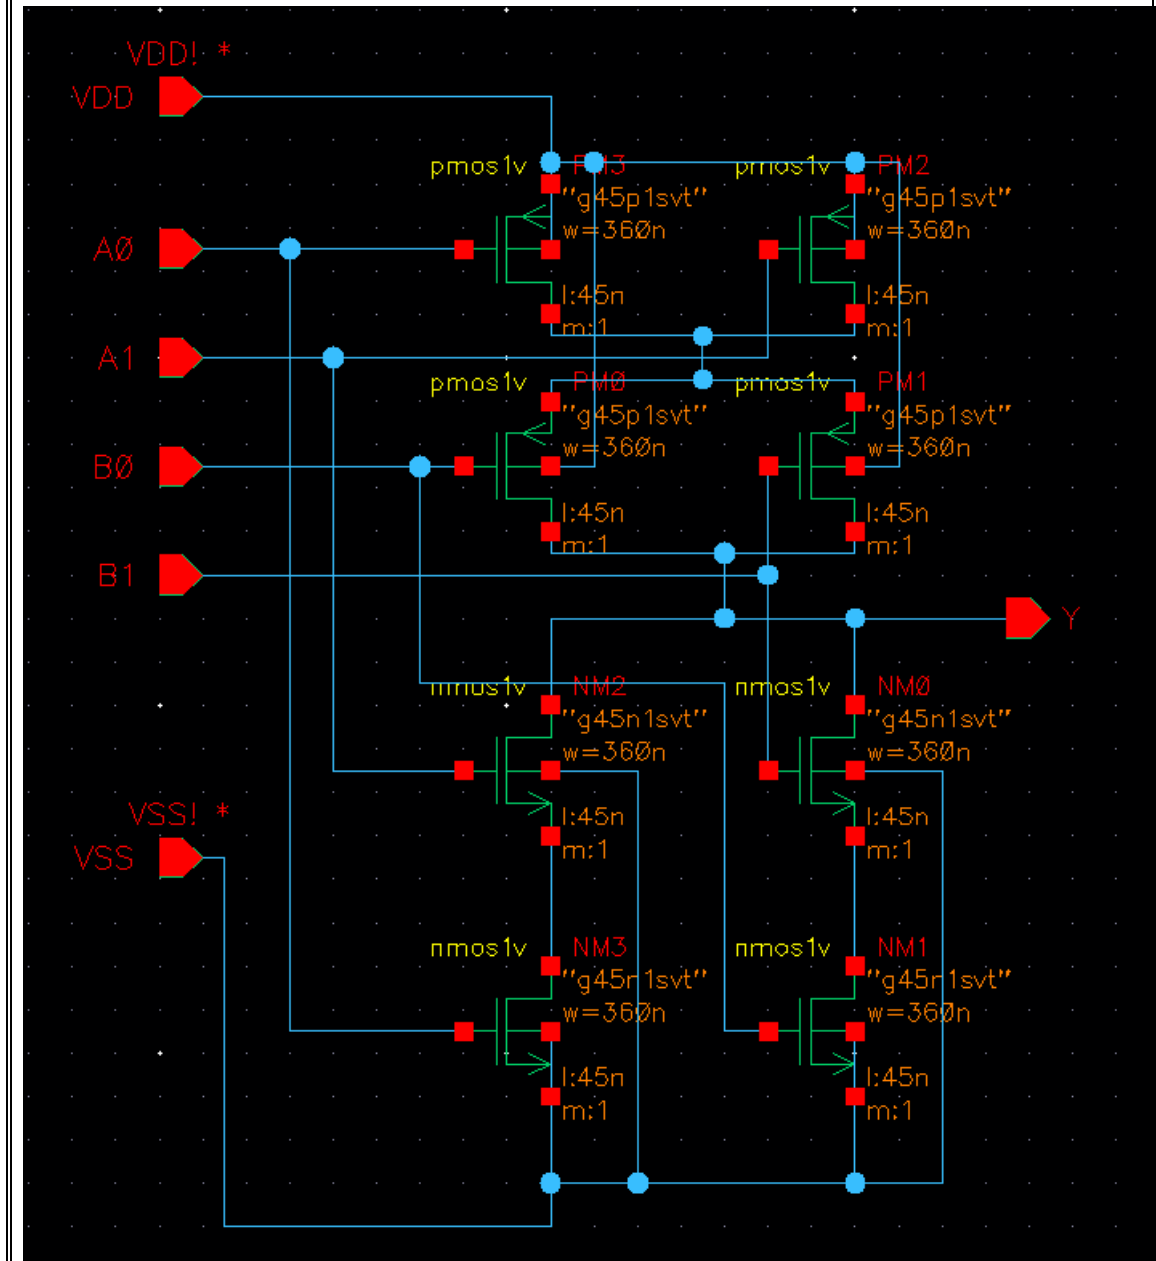 VDD! *
VDD
pmos1v PM3 pmos1v PM2
"g45p1svt" "g45p1svt"
w=360n w=360n
A0
l:45n l:45n
m:1 m:1
A1
pmos1v PM0 pmos1v PM1
"g45p1svt" "g45p1svt"
w=360n w=360n
B0
l:45n l:45n
m:1 m:1
B1
Y
nmos1v NM2 nmos1v NM0
"g45n1svt" "g45n1svt"
w=360n w=360n
VSS! *
l:45n l:45n
VSS
m:1 m:1
nmos1v NM3 nmos1v NM1
"g45n1svt" "g45n1svt"
w=360n w=360n
l:45n l:45n
m:1 m:1